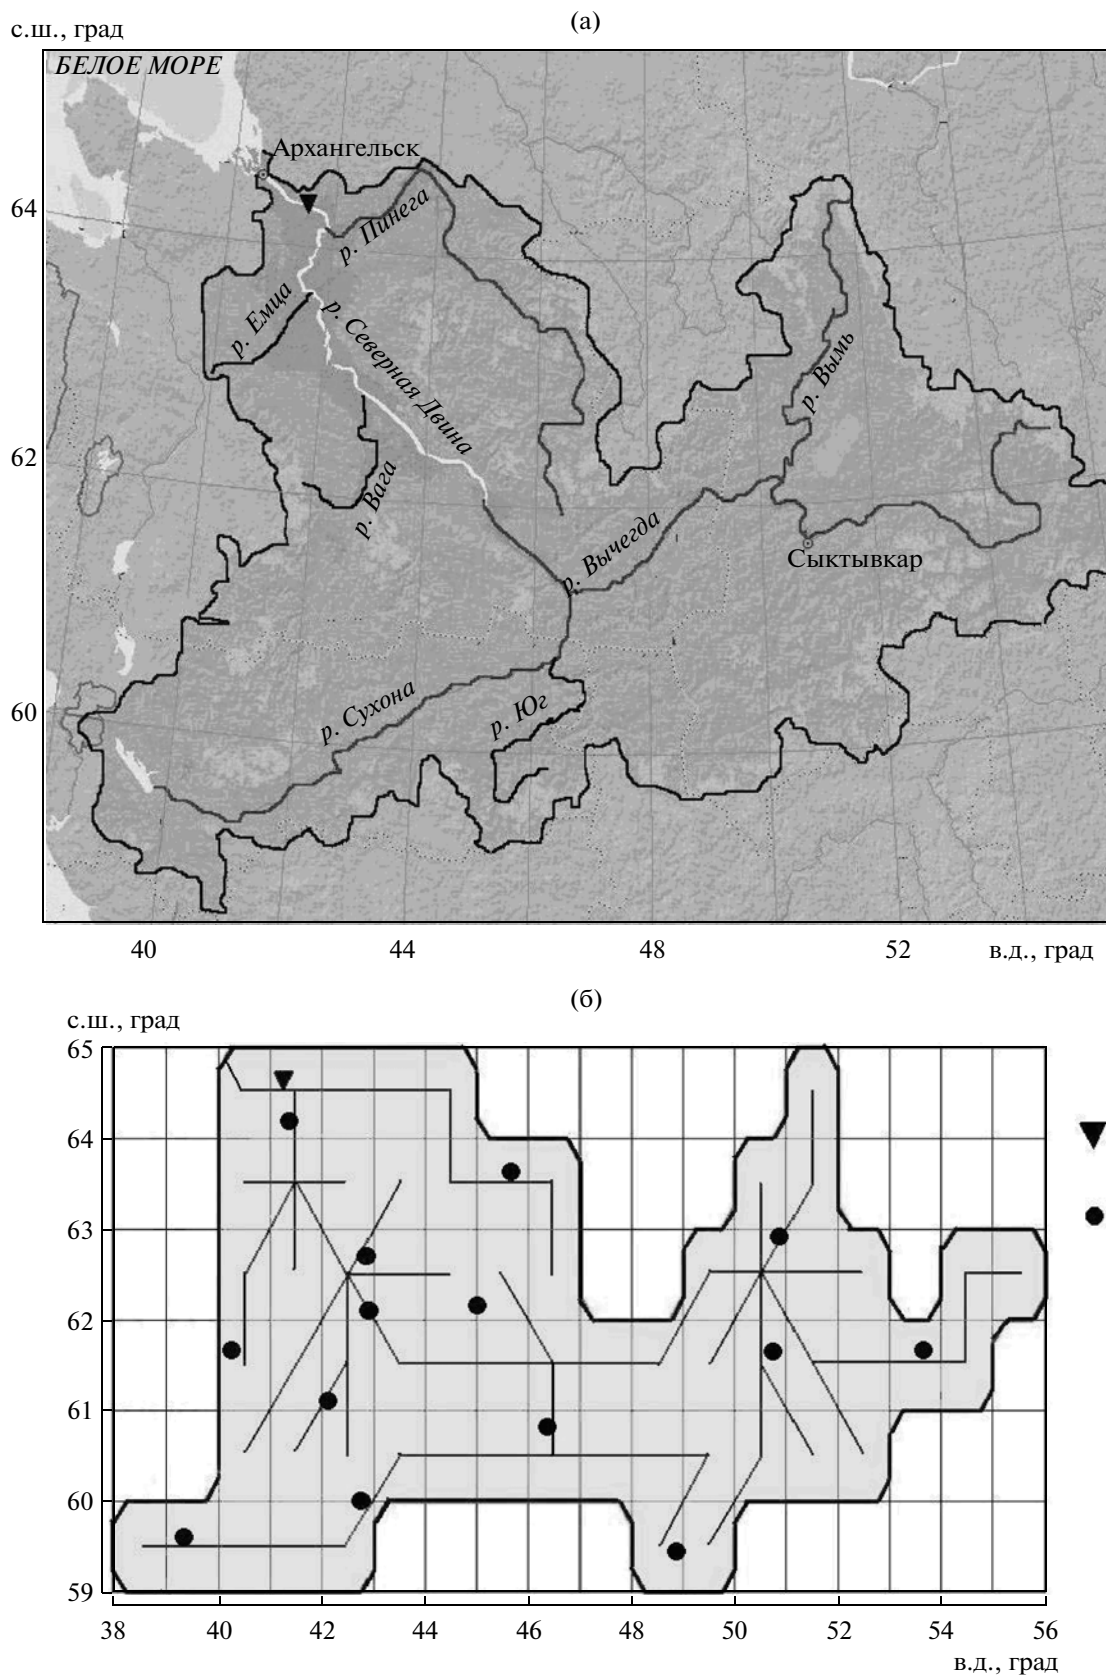 (а)
с.ш., град
БЕЛОЕ МОРЕ
Архангельск
64
р. Пинега
р. Емца
р. Северная Двина
р. Вымь
62
р. Вага
р. Вычегда
Сыктывкар
60
р. Сухона
р. Юг
40
44
48
52
в.д., град
(б)
с.ш., град
65
64
63
62
61
60
59
38
40
42
44
46
48
50
52
54
56
в.д., град